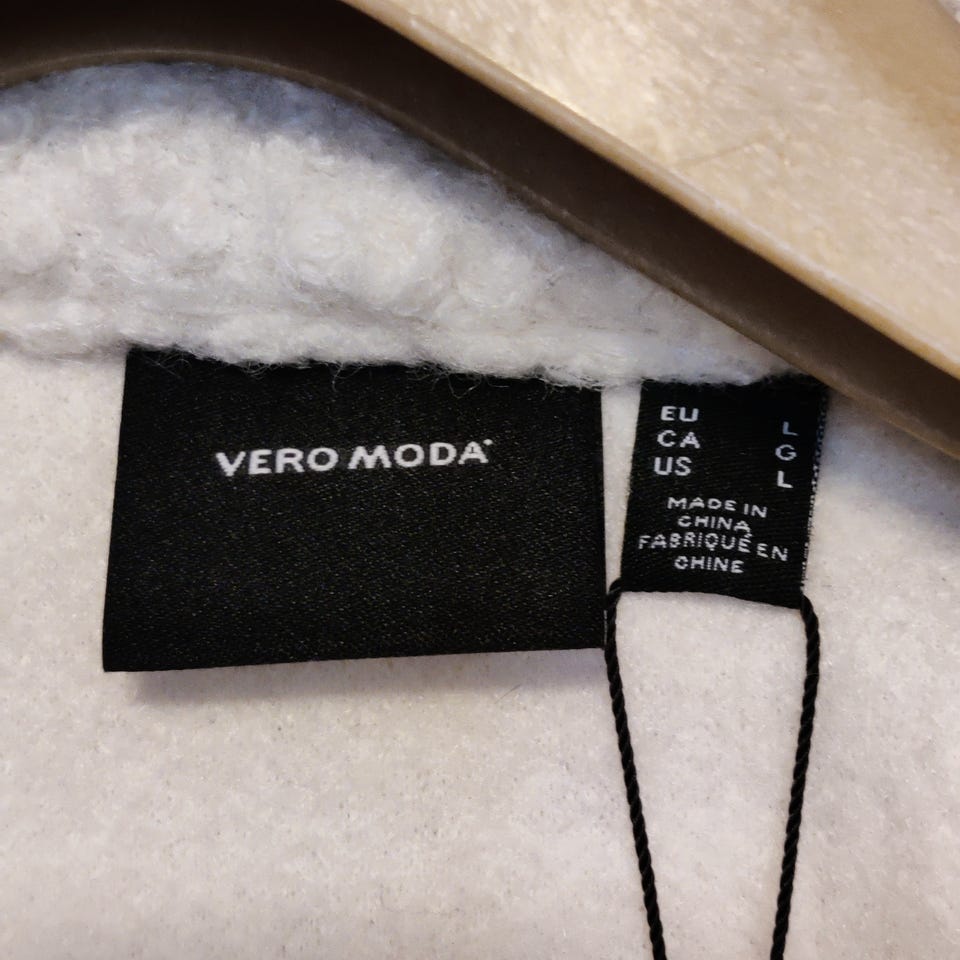 VERO MODA
EU L
CA G
US L
MADE IN
CHINA
FABRIQUÉ EN
CHINE